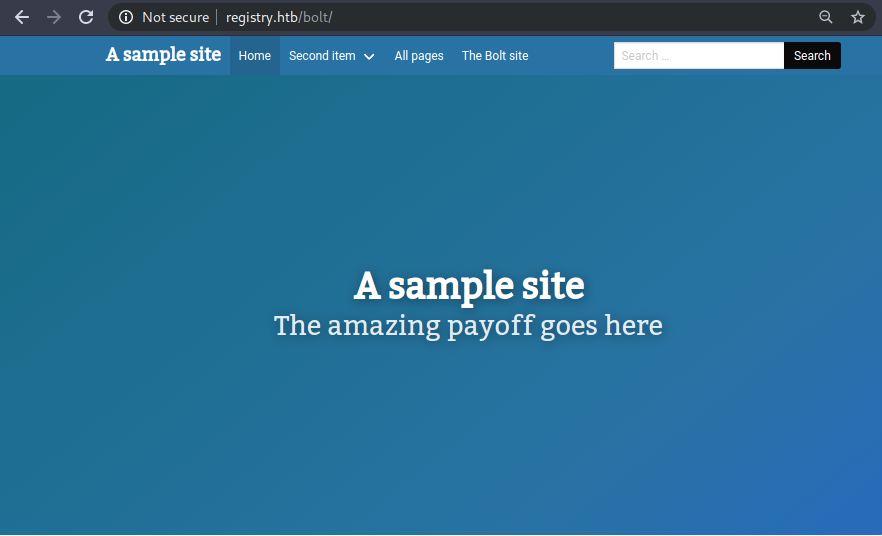 Not secure | registry.htb/bolt/
A sample site Home Second item All pages The Bolt site Search ... Search
A sample site
The amazing payoff goes here